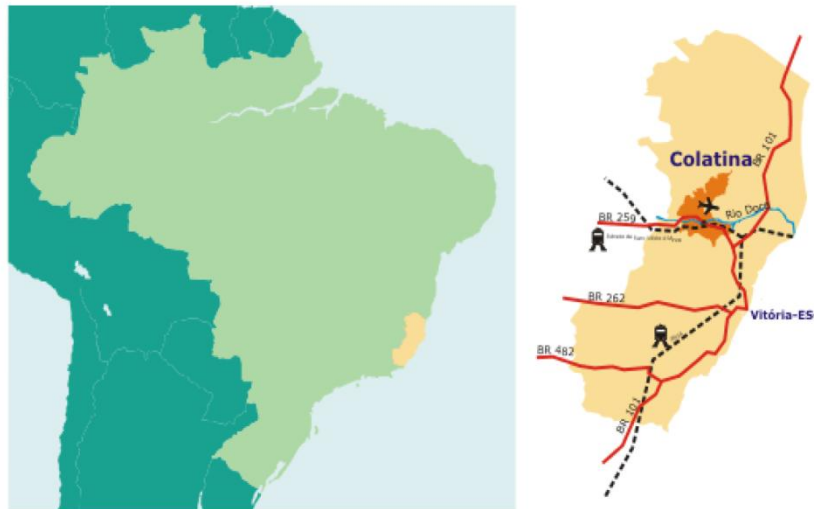 BR 101
Colatina
Rio Doce
BR 259
BR 262
Vitória-ES
BR 482
BR 101